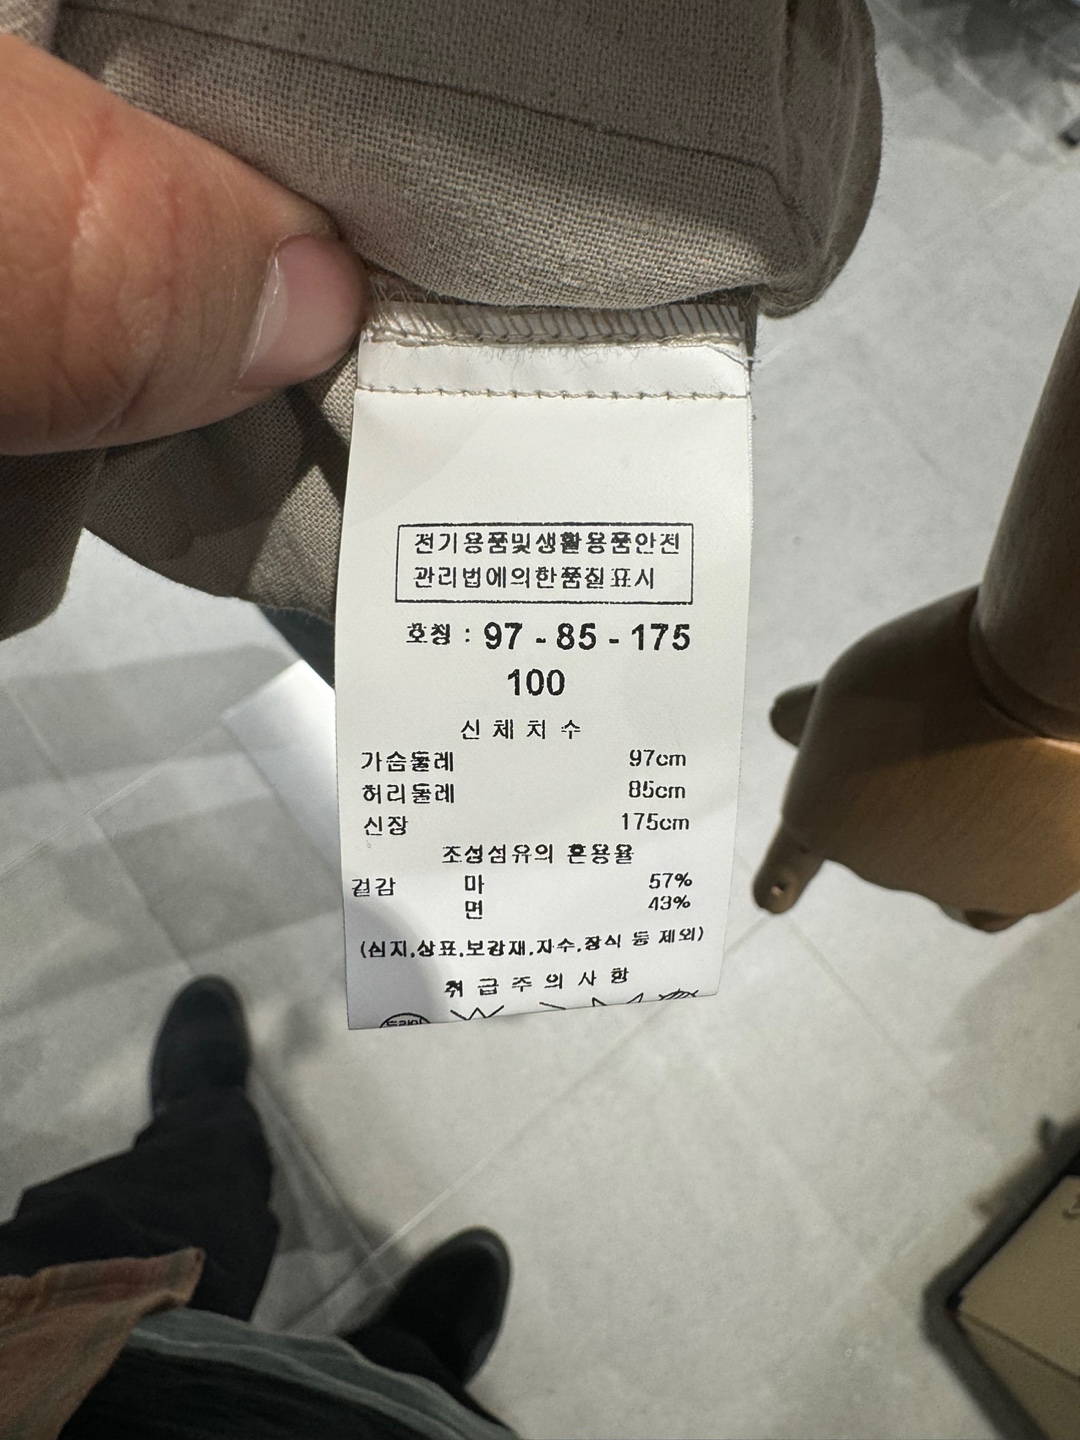 전기용품및생활용품안전
관리법에의한품질표시
호칭 : 97 - 85 - 175
100
신체치수
가슴둘레 97cm
허리둘레 85cm
신장 175cm
조성섬유의 혼용율
겉감 마 57%
면 43%
(심지,상표,보강재,자수,장식 등 제외)
취급주의사항